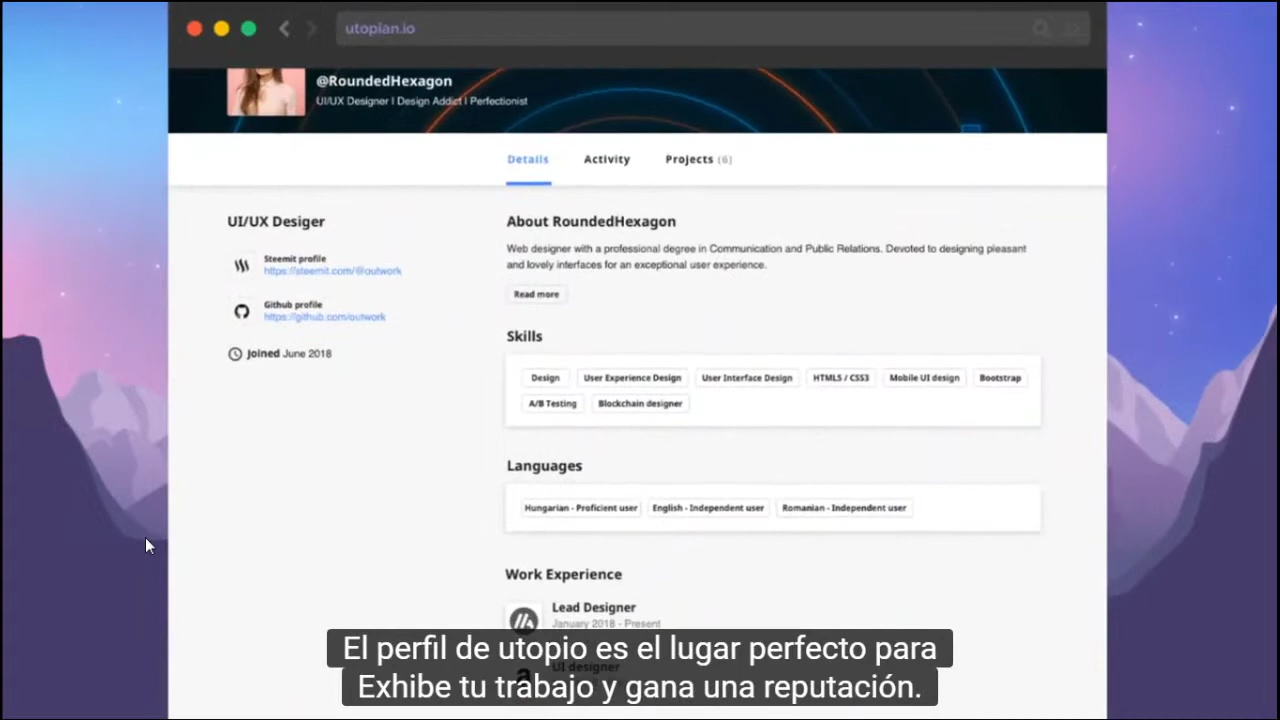 utopian.io
@RoundedHexagon
UI/UX Designer | Design Addict | Perfectionist
Details
Activity
Projects (6)
UI/UX Desiger
Steemit profile
https://steemit.com/@outwork
Github profile
https://github.com/outwork
Joined June 2018
About RoundedHexagon
Web designer with a professional degree in Communication and Public Relations. Devoted to designing pleasant
and lovely interfaces for an exceptional user experience.
Read more
Skills
Design
User Experience Design
User Interface Design
HTML5 / CSS3
Mobile UI design
Bootstrap
A/B Testing
Blockchain designer
Languages
Hungarian - Proficient user
English - Independent user
Romanian - Independent user
Work Experience
Lead Designer
January 2018 - Present
UI designer
El perfil de utopio es el lugar perfecto para
Exhibe tu trabajo y gana una reputación.